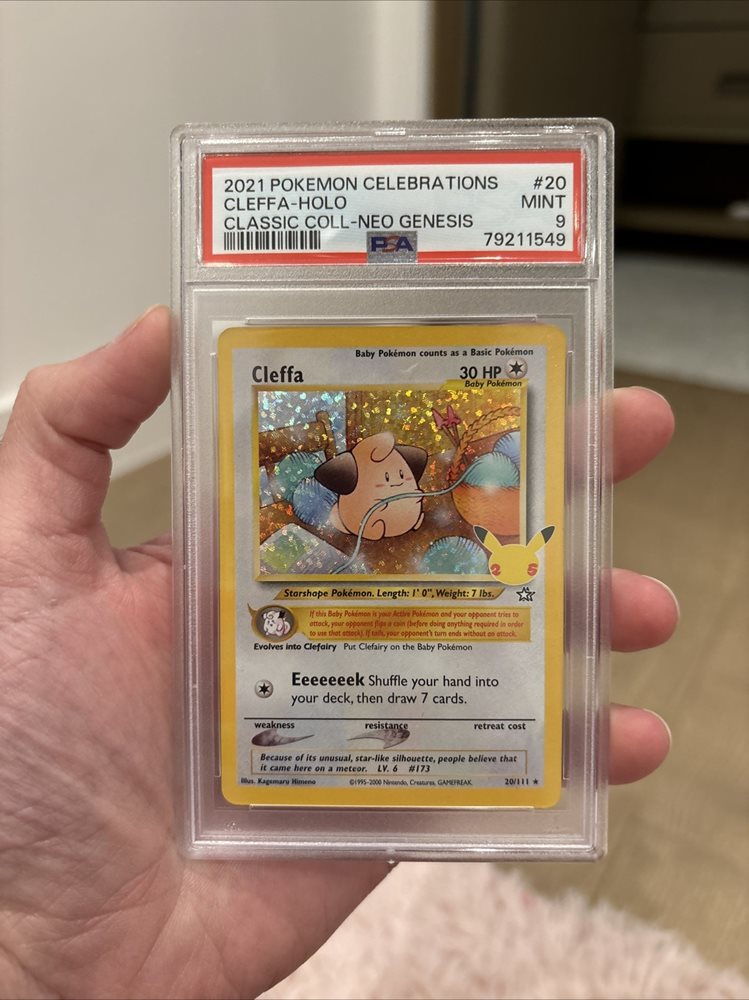 2021 POKEMON CELEBRATIONS #20
CLEFFA-HOLO MINT
CLASSIC COLL-NEO GENESIS 9
PSA 79211549
Baby Pokémon counts as a Basic Pokémon
Cleffa 30 HP
Baby Pokémon
25
Starshape Pokémon. Length: 1' 0", Weight: 7 lbs.
If this Baby Pokémon is your Active Pokémon and your opponent tries to
attack, your opponent flips a coin (before doing anything required in order
to use that attack). If tails, your opponent's turn ends without an attack.
Evolves into Clefairy Put Clefairy on the Baby Pokémon
Eeeeeeek Shuffle your hand into
your deck, then draw 7 cards.
weakness resistance retreat cost
Because of its unusual, star-like silhouette, people believe that
it came here on a meteor. LV. 6 #173
Illus. Kagemaru Himeno ©1995-2000 Nintendo, Creatures, GAMEFREAK. 20/111 ★